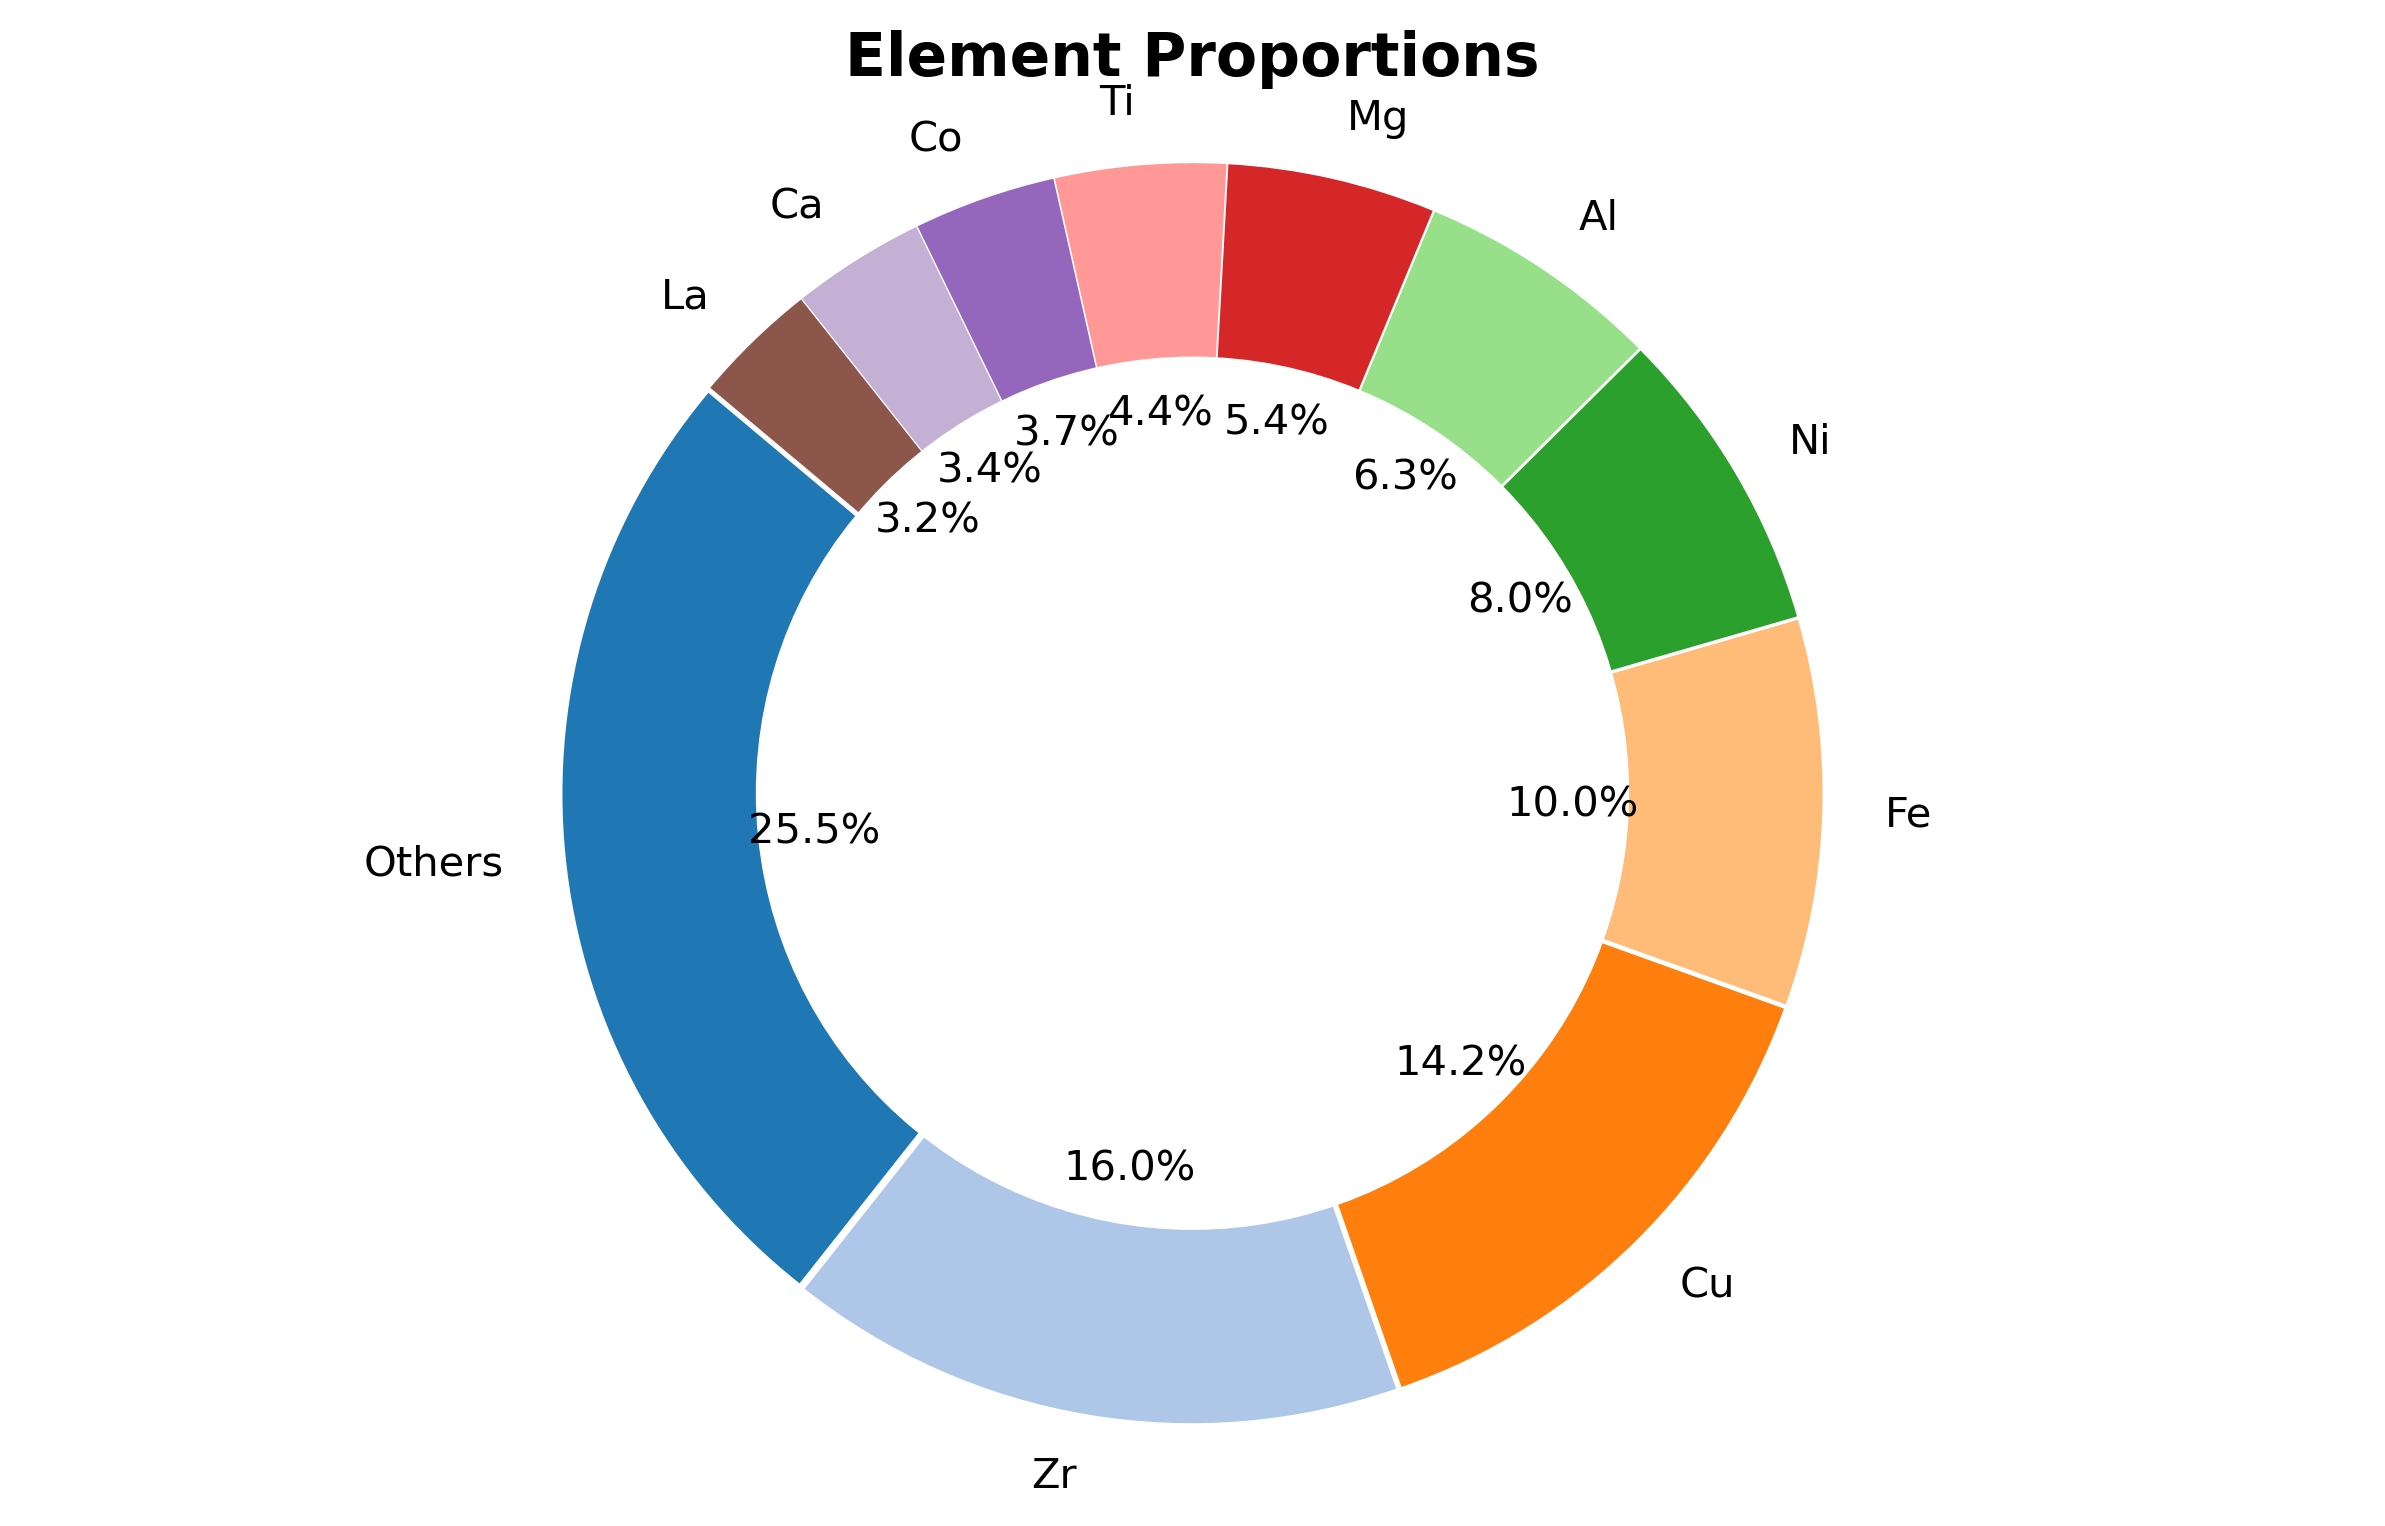 Element Proportions
Ti
Mg
Co
Ca
Al
La
Ni
Fe
Others
Cu
Zr
4.4%
5.4%
3.7%
3.4%
6.3%
3.2%
8.0%
10.0%
25.5%
14.2%
16.0%